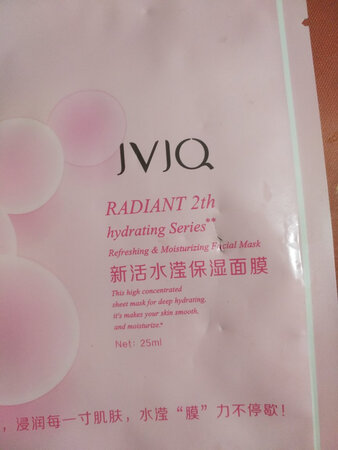 JVJQ
RADIANT 2th
hydrating Series**
Refreshing & Moisturizing Facial Mask
新活水滢保湿面膜
This high concentrated
sheet mask for deep hydrating,
it's makes your skin smooth,
and moisturize.*
Net: 25ml
，浸润每一寸肌肤，水滢“膜”力不停歇！